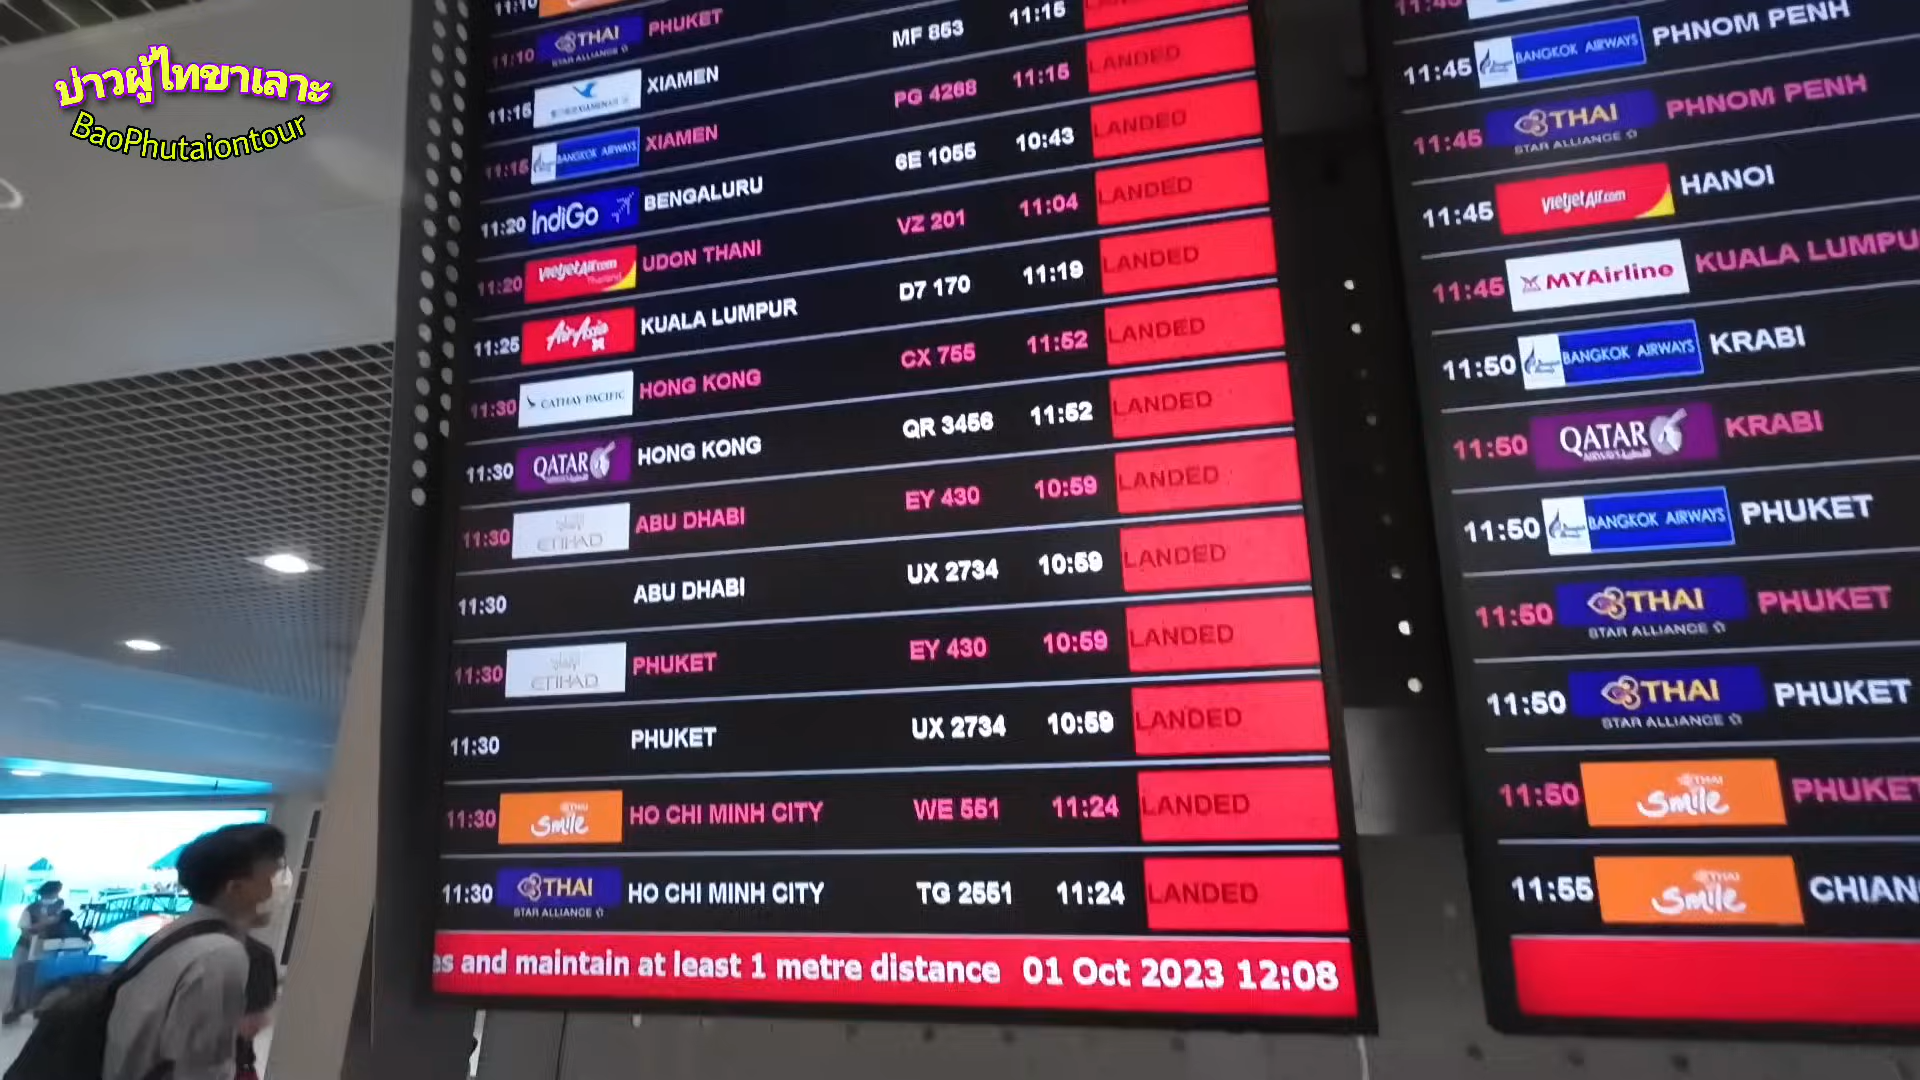 บ่าวผู้ไทขาเลาะ
BaoPhutaiontour
11:10
11:10 THAI PHUKET MF 853 11:15
STAR ALLIANCE
11:15 XIAMEN PG 4268 11:15 LANDED
11:15 BANGKOK AIRWAYS XIAMEN 6E 1055 10:43 LANDED
11:20 IndiGo BENGALURU VZ 201 11:04 LANDED
11:20 vietjetAir.com UDON THANI D7 170 11:19 LANDED
Thailand
11:25 AirAsia X KUALA LUMPUR CX 755 11:52 LANDED
11:30 CATHAY PACIFIC HONG KONG QR 3456 11:52 LANDED
11:30 QATAR HONG KONG EY 430 10:59 LANDED
11:30 ETIHAD ABU DHABI UX 2734 10:59 LANDED
11:30 ABU DHABI EY 430 10:59 LANDED
11:30 ETIHAD PHUKET UX 2734 10:59 LANDED
11:30 PHUKET
11:30 THAI Smile HO CHI MINH CITY WE 551 11:24 LANDED
11:30 THAI HO CHI MINH CITY TG 2551 11:24 LANDED
STAR ALLIANCE
es and maintain at least 1 metre distance 01 Oct 2023 12:08
11:45 BANGKOK AIRWAYS PHNOM PENH
11:45 THAI PHNOM PENH
STAR ALLIANCE
11:45 vietjetAir.com HANOI
11:45 MYAirline KUALA LUMPU
11:50 BANGKOK AIRWAYS KRABI
11:50 QATAR KRABI
11:50 BANGKOK AIRWAYS PHUKET
11:50 THAI PHUKET
STAR ALLIANCE
11:50 THAI PHUKET
STAR ALLIANCE
11:50 THAI Smile PHUKET
11:55 THAI Smile CHIANG